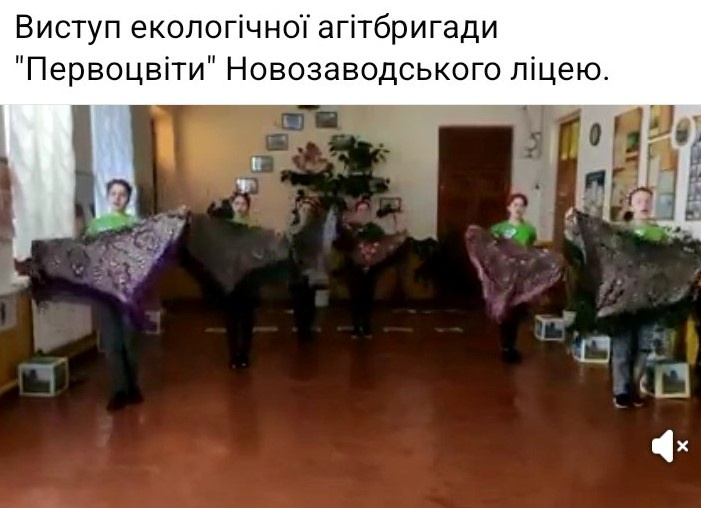 Виступ екологічної агітбригади
"Первоцвіти" Новозаводського ліцею.